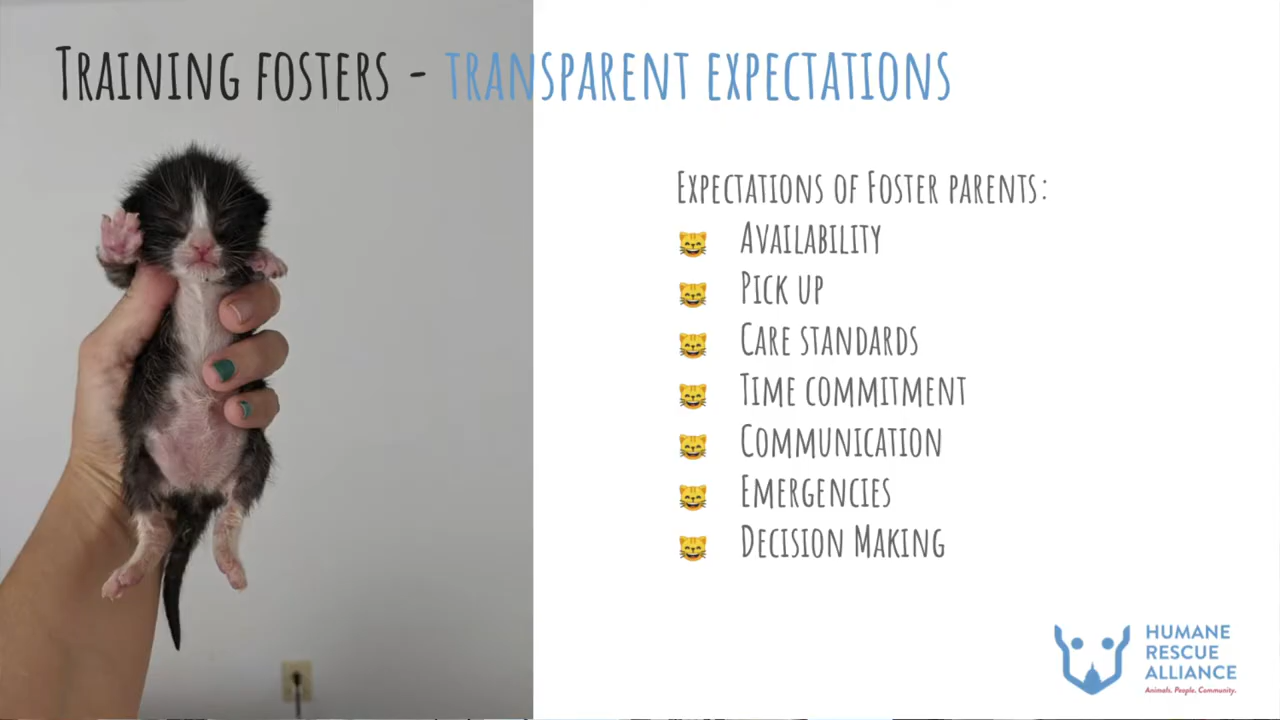 Training fosters - transparent expectations
Expectations of Foster parents:
Availability
Pick up
Care standards
Time commitment
Communication
Emergencies
Decision Making
HUMANE
RESCUE
ALLIANCE
Animals. People. Community.